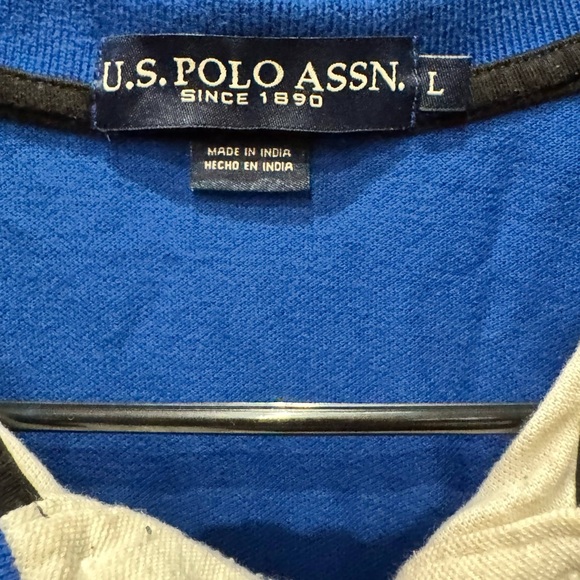 U.S. POLO ASSN.
SINCE 1890
L
MADE IN INDIA
HECHO EN INDIA